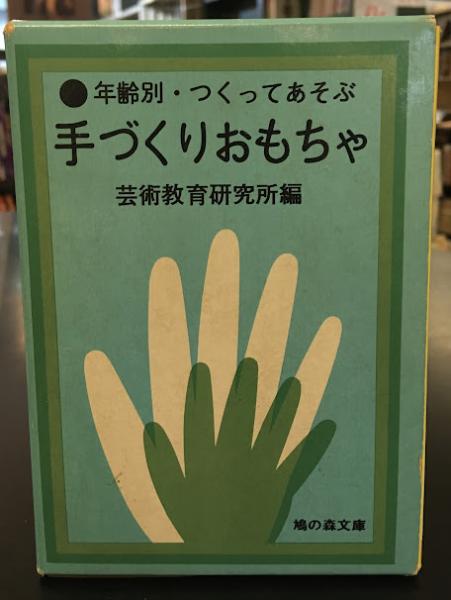 ●年齢別・つくってあそぶ
手づくりおもちゃ
芸術教育研究所編
鳩の森文庫